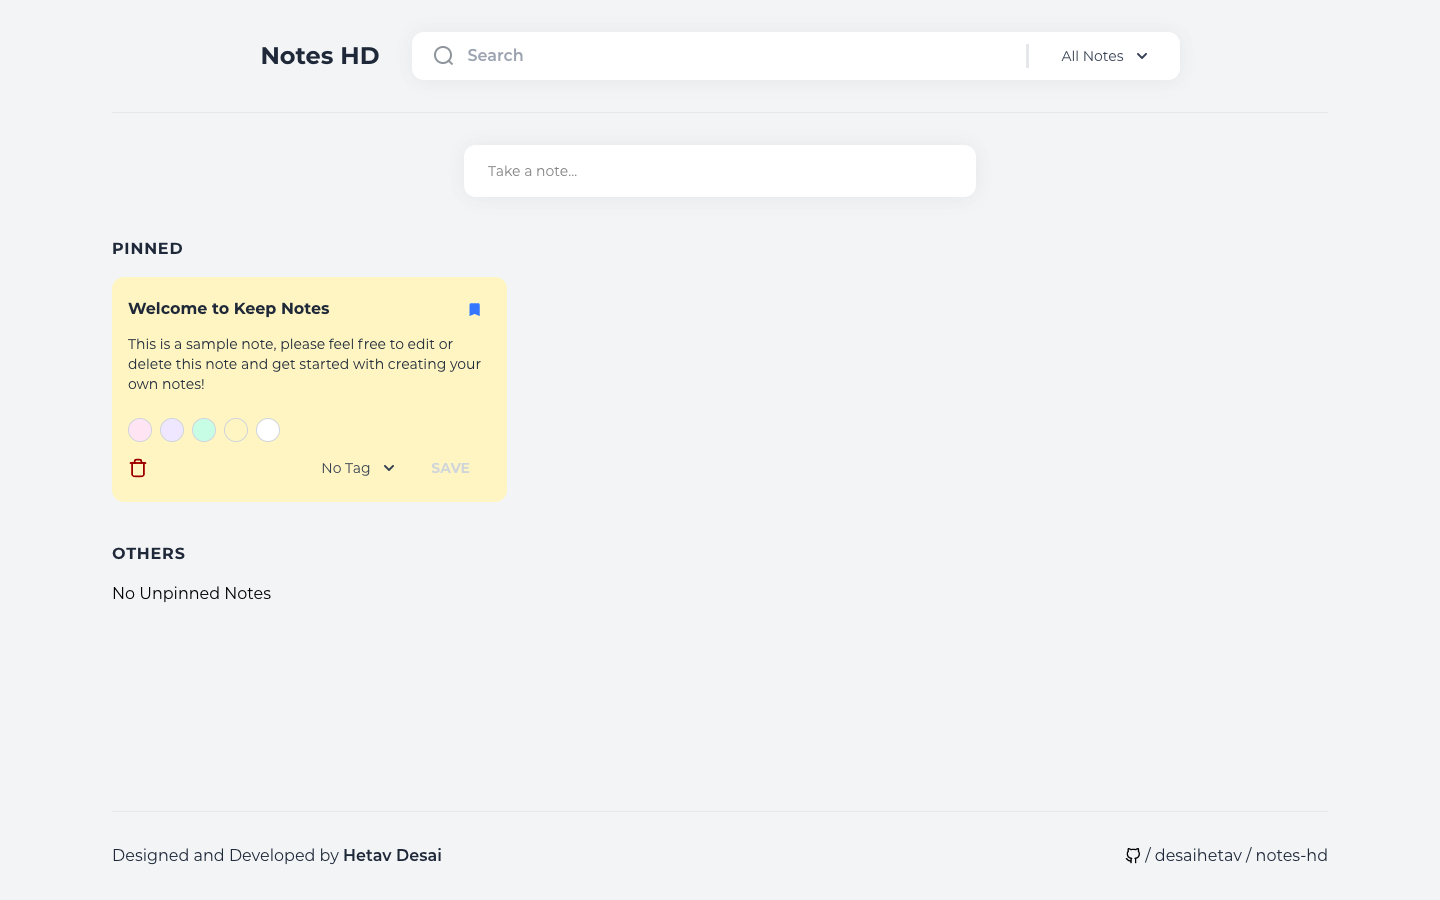 Notes HD
Search
All Notes
Take a note...
PINNED
Welcome to Keep Notes
This is a sample note, please feel free to edit or
delete this note and get started with creating your
own notes!
No Tag
SAVE
OTHERS
No Unpinned Notes
Designed and Developed by Hetav Desai
/ desaihetav / notes-hd